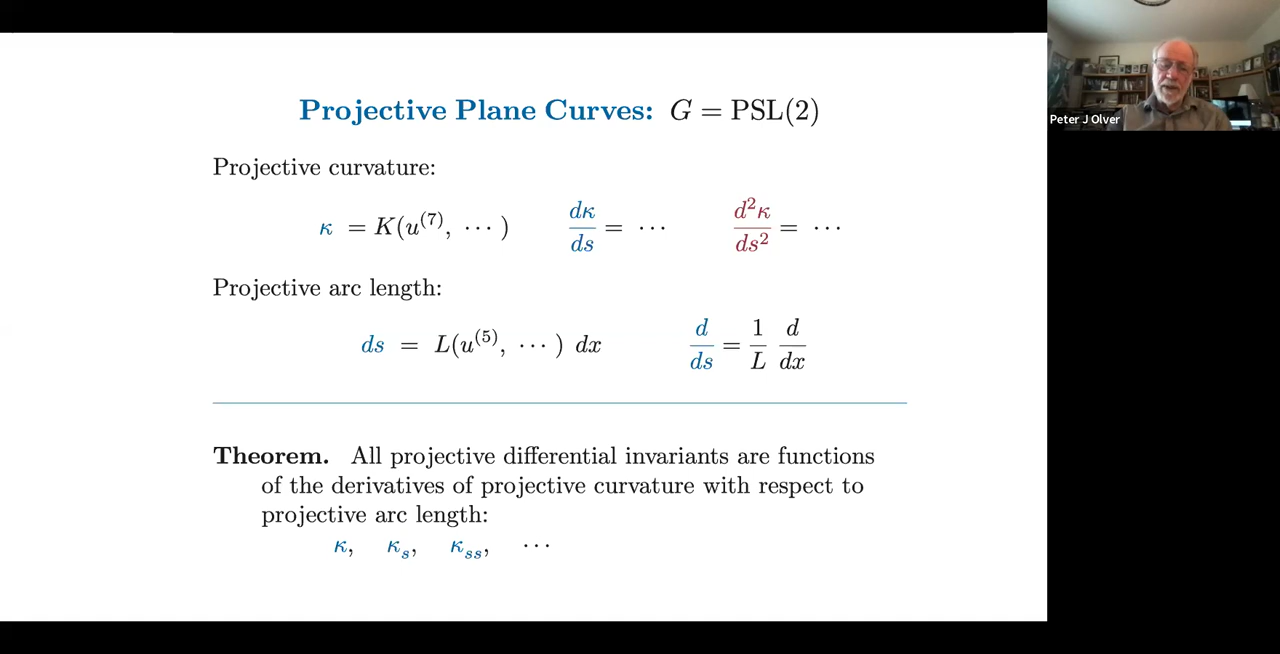 Projective Plane Curves: G = PSL(2)
Projective curvature:
κ = K(u⁽⁷⁾, ⋯ ) dκ/ds = ⋯ d²κ/ds² = ⋯
Projective arc length:
ds = L(u⁽⁵⁾, ⋯ ) dx d/ds = 1/L d/dx
Theorem. All projective differential invariants are functions
of the derivatives of projective curvature with respect to
projective arc length:
κ, κₛ, κₛₛ, ⋯
Peter J Olver